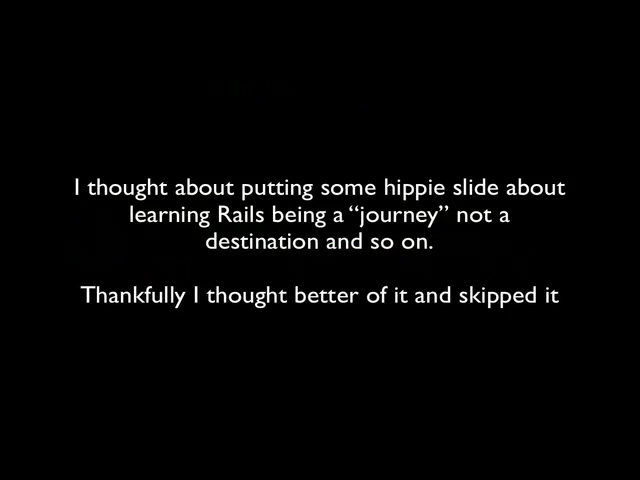 I thought about putting some hippie slide about
learning Rails being a “journey” not a
destination and so on.
Thankfully I thought better of it and skipped it